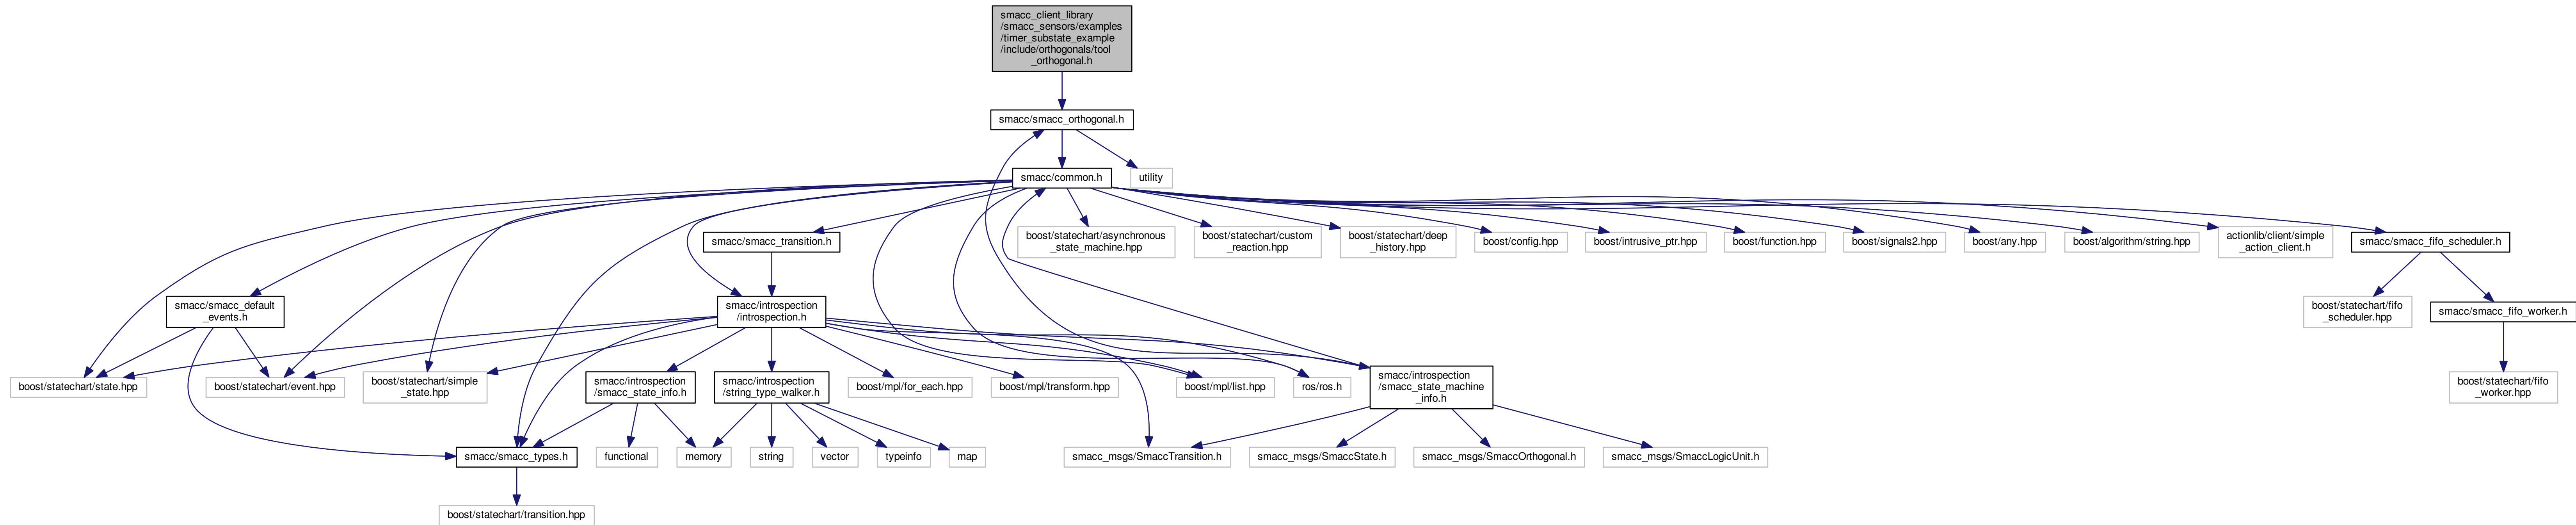 smacc_client_library
/smacc_sensors/examples
/timer_substate_example
/include/orthogonals/tool
_orthogonal.h
smacc/smacc_orthogonal.h
smacc/common.h
utility
smacc/smacc_transition.h
boost/statechart/asynchronous
_state_machine.hpp
boost/statechart/custom
_reaction.hpp
boost/statechart/deep
_history.hpp
boost/config.hpp
boost/intrusive_ptr.hpp
boost/function.hpp
boost/signals2.hpp
boost/any.hpp
boost/algorithm/string.hpp
actionlib/client/simple
_action_client.h
smacc/smacc_fifo_scheduler.h
smacc/smacc_default
_events.h
smacc/introspection
/introspection.h
boost/statechart/fifo
_scheduler.hpp
smacc/smacc_fifo_worker.h
boost/statechart/state.hpp
boost/statechart/event.hpp
boost/statechart/simple
_state.hpp
smacc/introspection
/smacc_state_info.h
smacc/introspection
/string_type_walker.h
boost/mpl/for_each.hpp
boost/mpl/transform.hpp
boost/mpl/list.hpp
ros/ros.h
smacc/introspection
/smacc_state_machine
_info.h
boost/statechart/fifo
_worker.hpp
smacc/smacc_types.h
functional
memory
string
vector
typeinfo
map
smacc_msgs/SmaccTransition.h
smacc_msgs/SmaccState.h
smacc_msgs/SmaccOrthogonal.h
smacc_msgs/SmaccLogicUnit.h
boost/statechart/transition.hpp